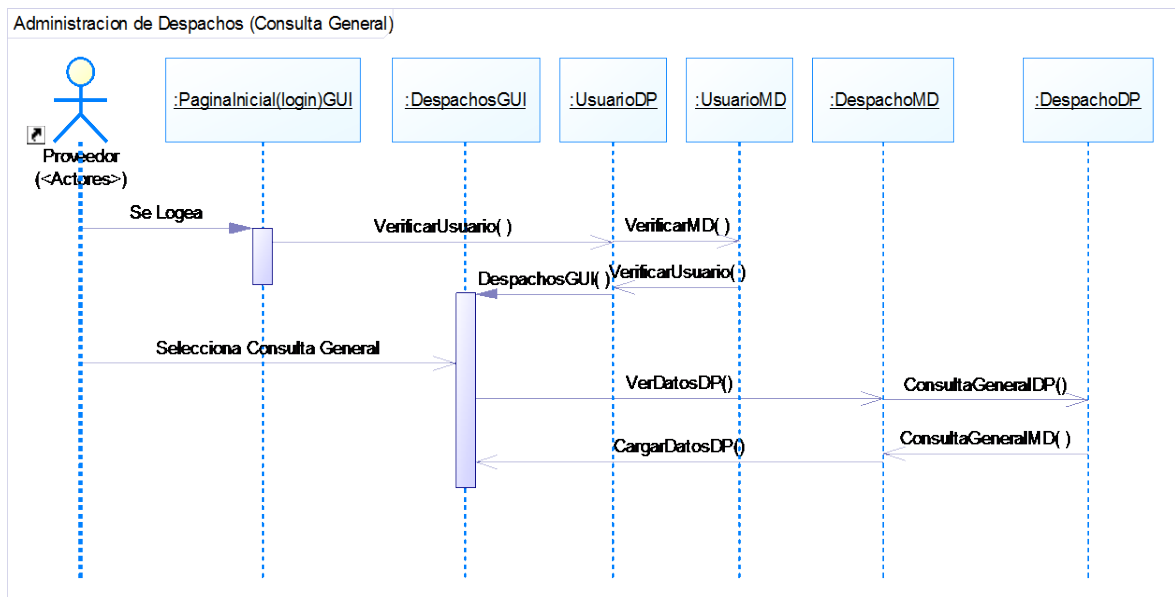 Administracion de Despachos (Consulta General)
:PaginaInicial(login)GUI
:DespachosGUI
:UsuarioDP
:UsuarioMD
:DespachoMD
:DespachoDP
Proveedor
(<Actores>)
Se Logea
VerificarUsuario( )
VerificarMD( )
DespachosGUI( )
VerificarUsuario( )
Selecciona Consulta General
VerDatosDP()
ConsultaGeneralDP()
CargarDatosDP()
ConsultaGeneralMD( )